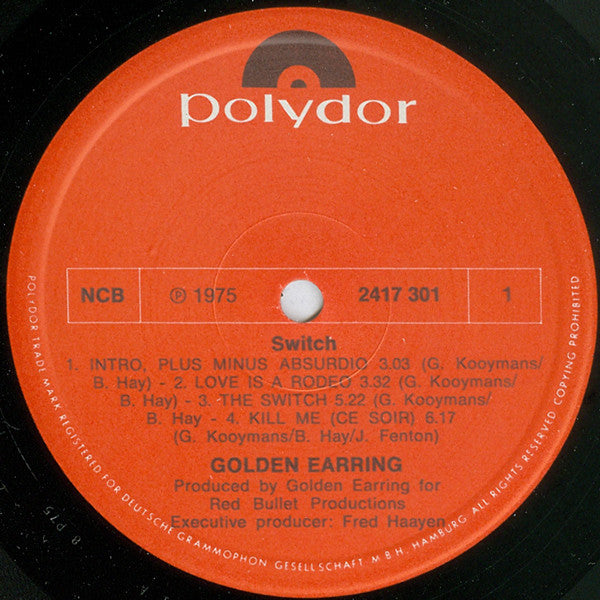 polydor
NCB ℗ 1975 2417 301 1
Switch
1. INTRO, PLUS MINUS ABSURDIO 3.03 (G. Kooymans/
B. Hay) - 2. LOVE IS A RODEO 3.32 (G. Kooymans/
B. Hay) - 3. THE SWITCH 5.22 (G. Kooymans/
B. Hay - 4. KILL ME (CE SOIR) 6.17
(G. Kooymans/B. Hay/J. Fenton)
GOLDEN EARRING
Produced by Golden Earring for
Red Bullet Productions
Executive producer: Fred Haayen
POLYDOR TRADE MARK REGISTERED FOR DEUTSCHE GRAMMOPHON GESELLSCHAFT M B H. HAMBURG ALL RIGHTS RESERVED COPYING PROHIBITED
8 P75